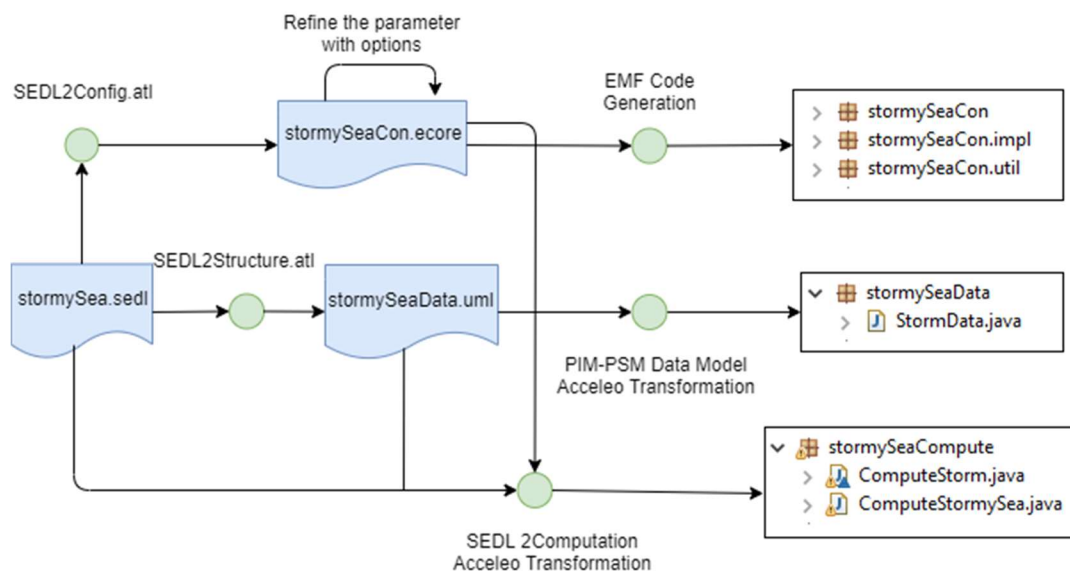 Refine the parameter
with options
SEDL2Config.atl
EMF Code
Generation
stormySeaCon.ecore
stormySeaCon
stormySeaCon.impl
stormySeaCon.util
SEDL2Structure.atl
stormySea.sedl
stormySeaData.uml
stormySeaData
StormData.java
PIM-PSM Data Model
Acceleo Transformation
stormySeaCompute
ComputeStorm.java
ComputeStormySea.java
SEDL 2Computation
Acceleo Transformation